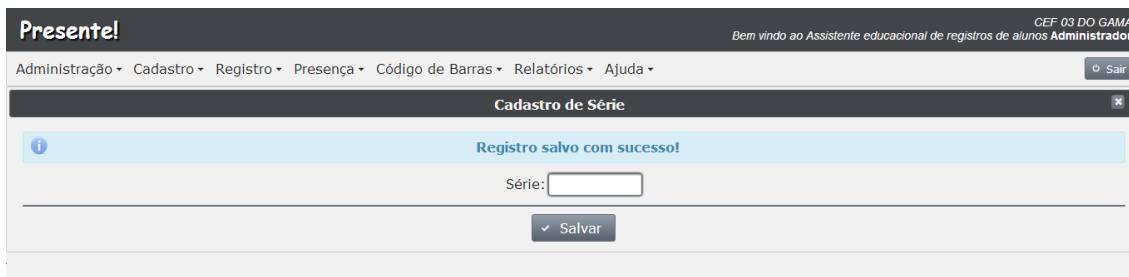 Presente!
CEF 03 DO GAMA
Bem vindo ao Assistente educacional de registros de alunos Administrador
Administração Cadastro Registro Presença Código de Barras Relatórios Ajuda Sair
Cadastro de Série
Registro salvo com sucesso!
Série:
Salvar